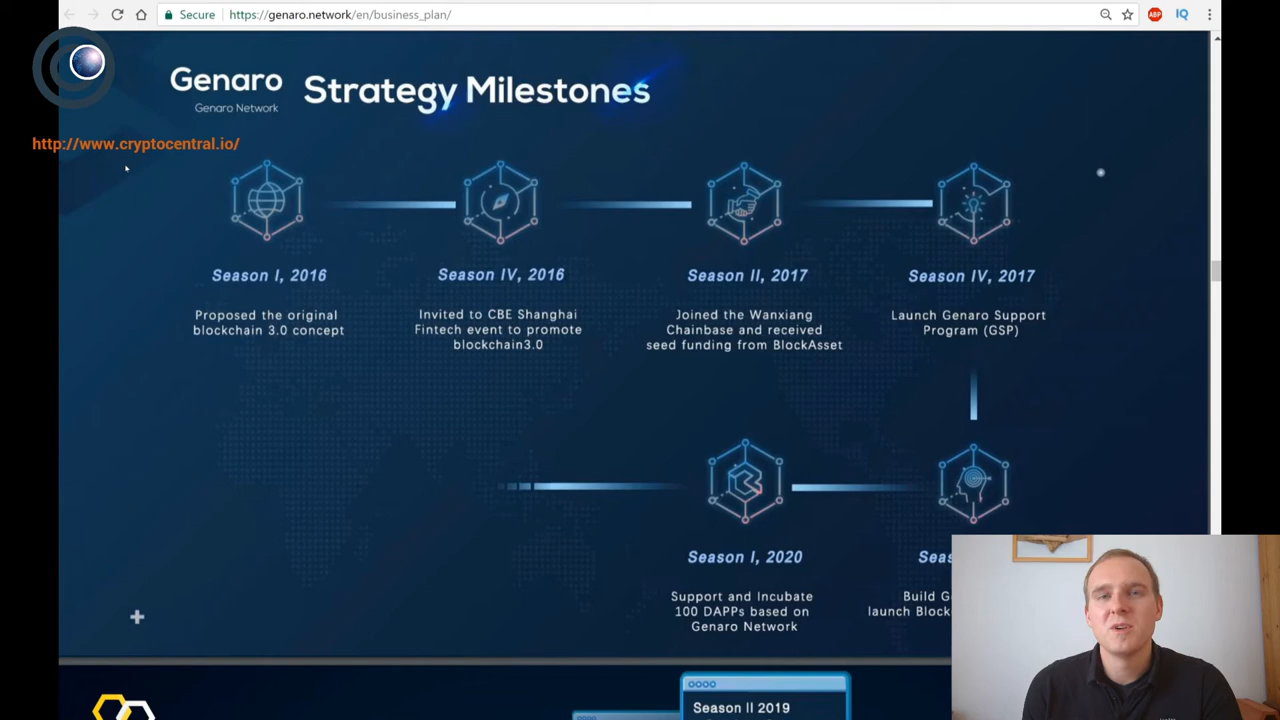 Secure
https://genaro.network/en/business_plan/
ABP
IQ
Genaro
Genaro Network
Strategy Milestones
http://www.cryptocentral.io/
Season I, 2016
Proposed the original
blockchain 3.0 concept
Season IV, 2016
Invited to CBE Shanghai
Fintech event to promote
blockchain3.0
Season II, 2017
Joined the Wanxiang
Chainbase and received
seed funding from BlockAsset
Season IV, 2017
Launch Genaro Support
Program (GSP)
Season I, 2020
Support and Incubate
100 DAPPs based on
Genaro Network
Build
launch
Season II 2019